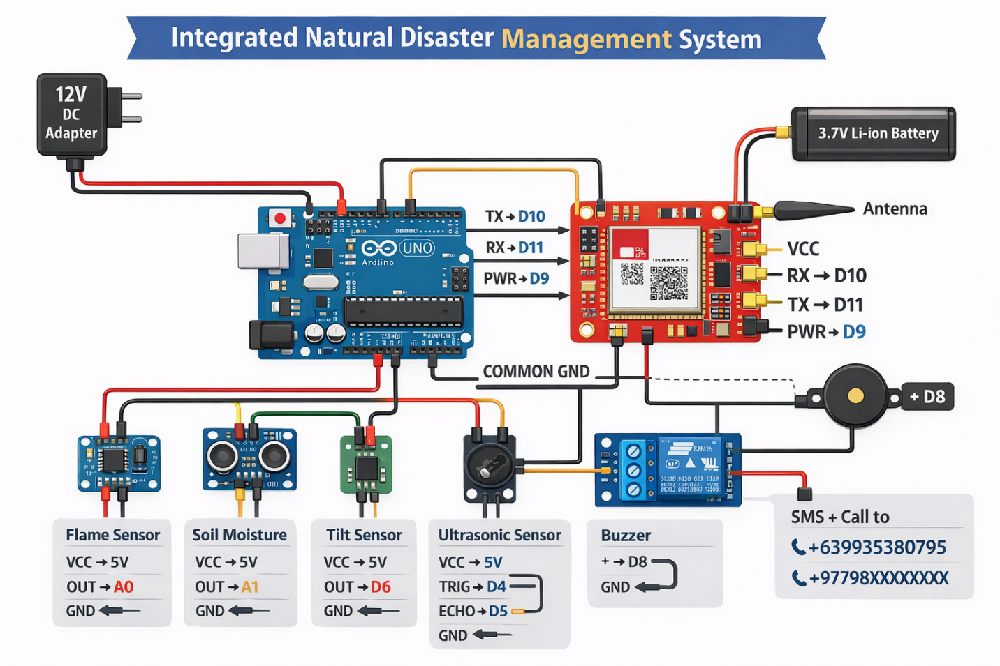 Integrated Natural Disaster Management System
12V
DC
Adapter
3.7V Li-ion Battery
Antenna
UNO
Arduino
TX → D10
RX → D11
PWR → D9
VCC
RX → D10
TX → D11
PWR → D9
COMMON GND
+ D8
Flame Sensor
VCC → 5V
OUT → A0
GND
Soil Moisture
VCC → 5V
OUT → A1
GND
Tilt Sensor
VCC → 5V
OUT → D6
GND
Ultrasonic Sensor
VCC → 5V
TRIG → D4
ECHO → D5
GND
Buzzer
+ → D8
GND
SMS + Call to
+639935380795
+97798XXXXXXXX